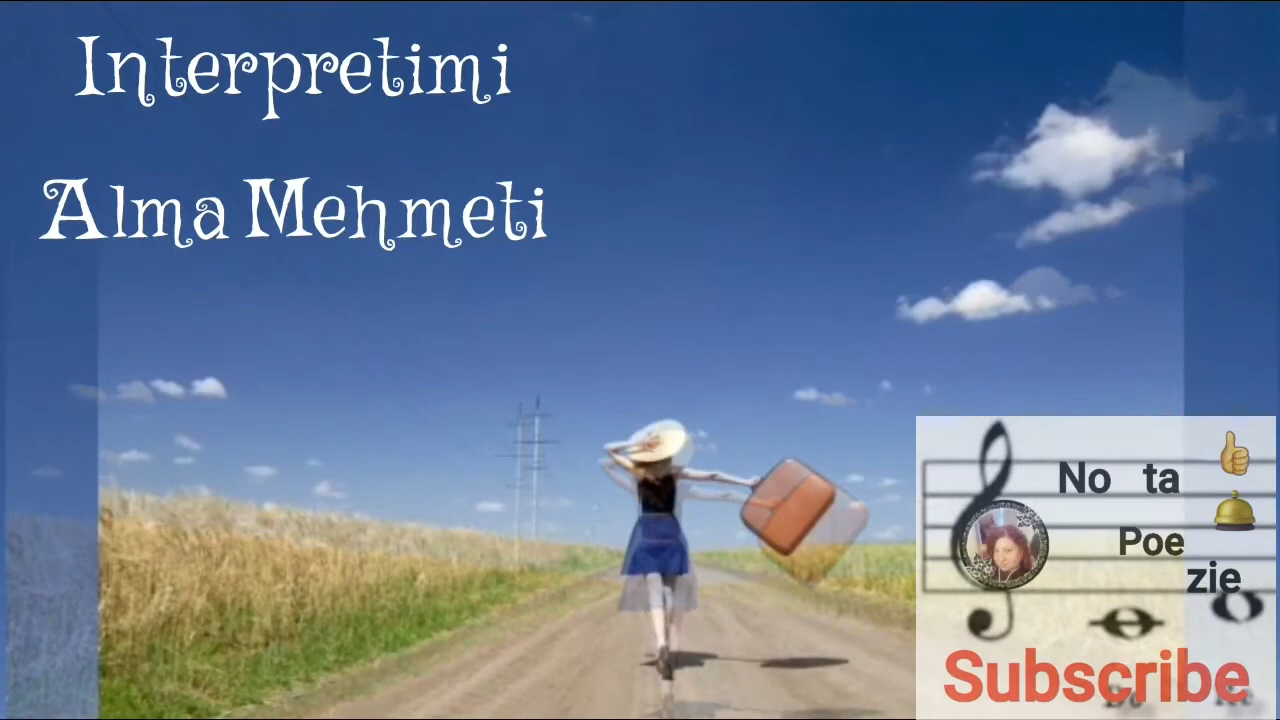 Interpretimi
Alma Mehmeti
No ta
Poe
zie
Subscribe